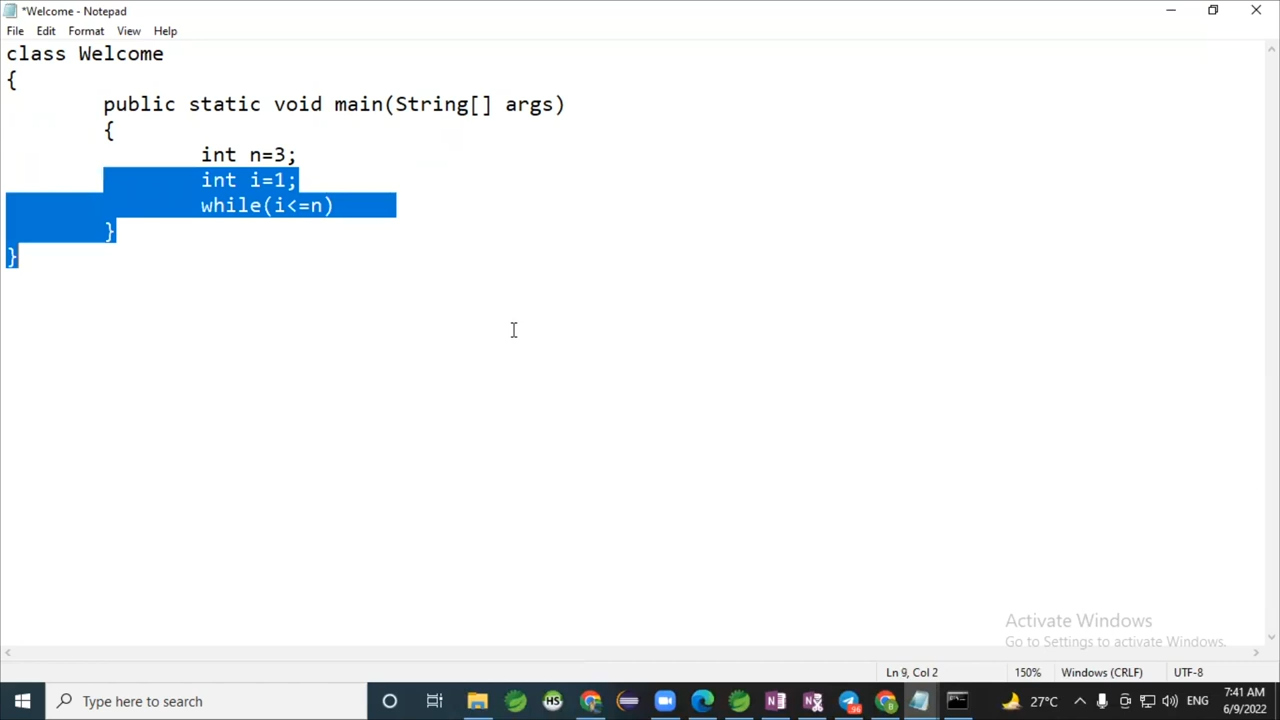 *Welcome - Notepad
File Edit Format View Help
class Welcome
{
public static void main(String[] args)
{
int n=3;
int i=1;
while(i<=n)
}
}
Activate Windows
Go to Settings to activate Windows.
Ln 9, Col 2 150% Windows (CRLF) UTF-8
Type here to search HS 96 27°C ENG 7:41 AM
6/9/2022